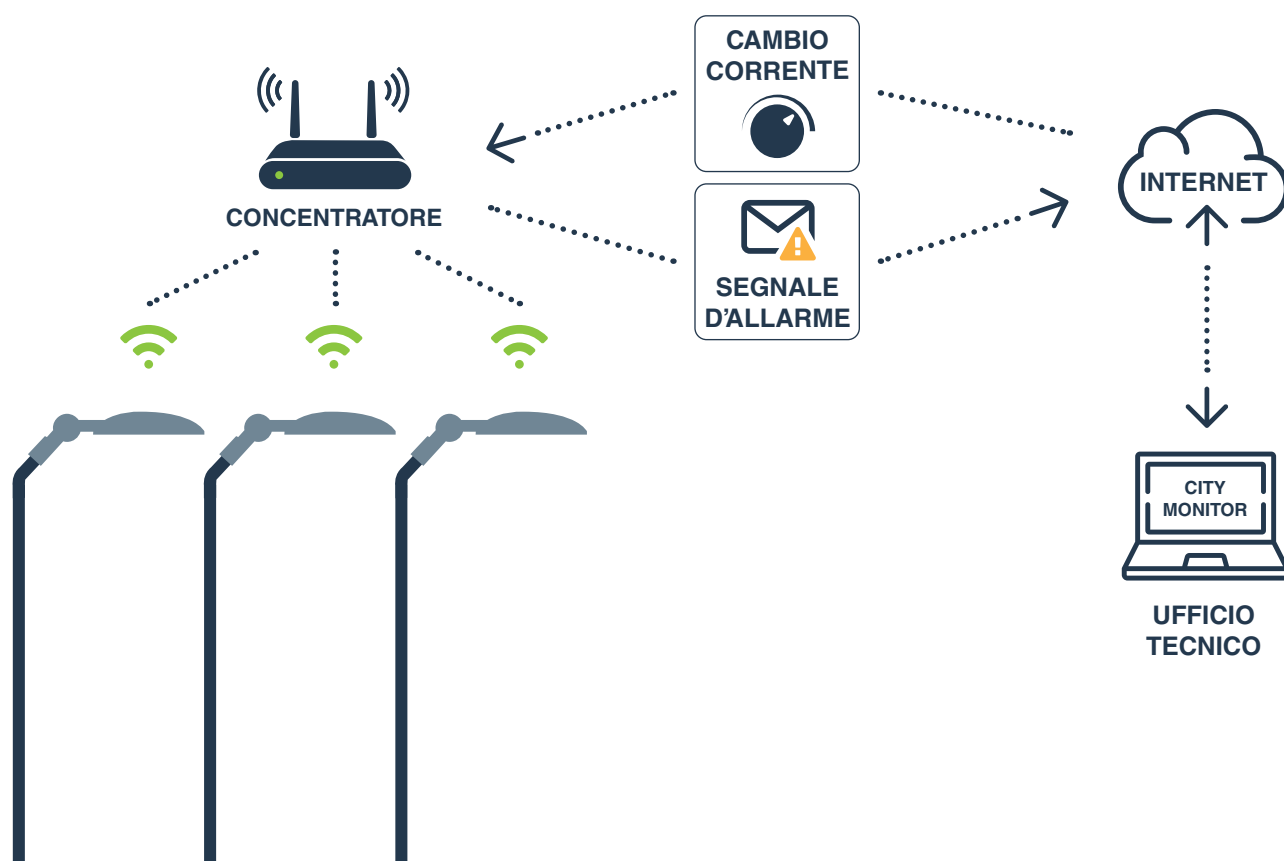 CAMBIO
CORRENTE
CONCENTRATORE
SEGNALE
D'ALLARME
INTERNET
CITY
MONITOR
UFFICIO
TECNICO